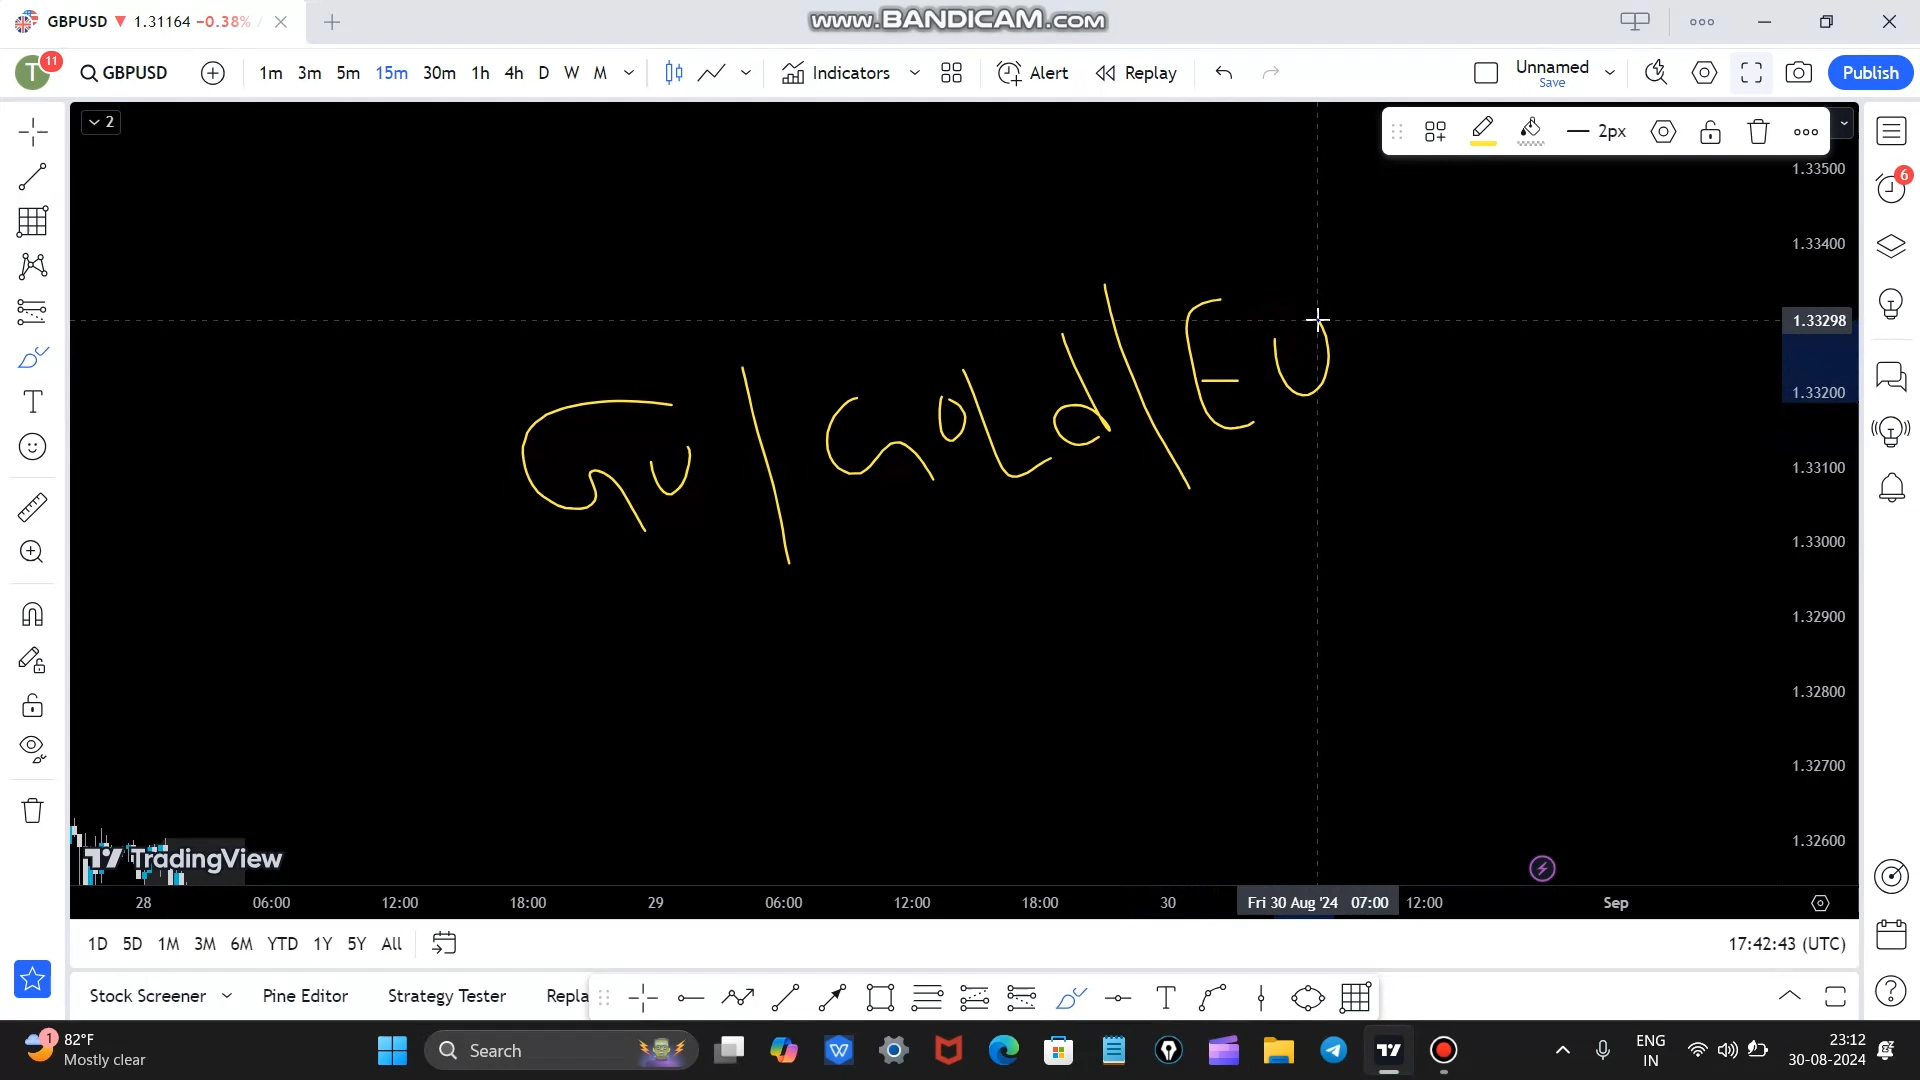 GBPUSD 1.31164 −0.38% /
www.BANDICAM.com
T 11 GBPUSD 1m 3m 5m 15m 30m 1h 4h D W M Indicators Alert Replay Unnamed Save Publish
2
2px
1.33500
6
1.33400
GU / Gold / EU
1.33298
1.33200
1.33100
1.33000
1.32900
1.32800
1.32700
1.32600
TradingView
28 06:00 12:00 18:00 29 06:00 12:00 18:00 30 Fri 30 Aug '24 07:00 12:00 Sep
1D 5D 1M 3M 6M YTD 1Y 5Y All 17:42:43 (UTC)
Stock Screener Pine Editor Strategy Tester Repla
1 82°F
Mostly clear
Search
ENG
IN
23:12
30-08-2024